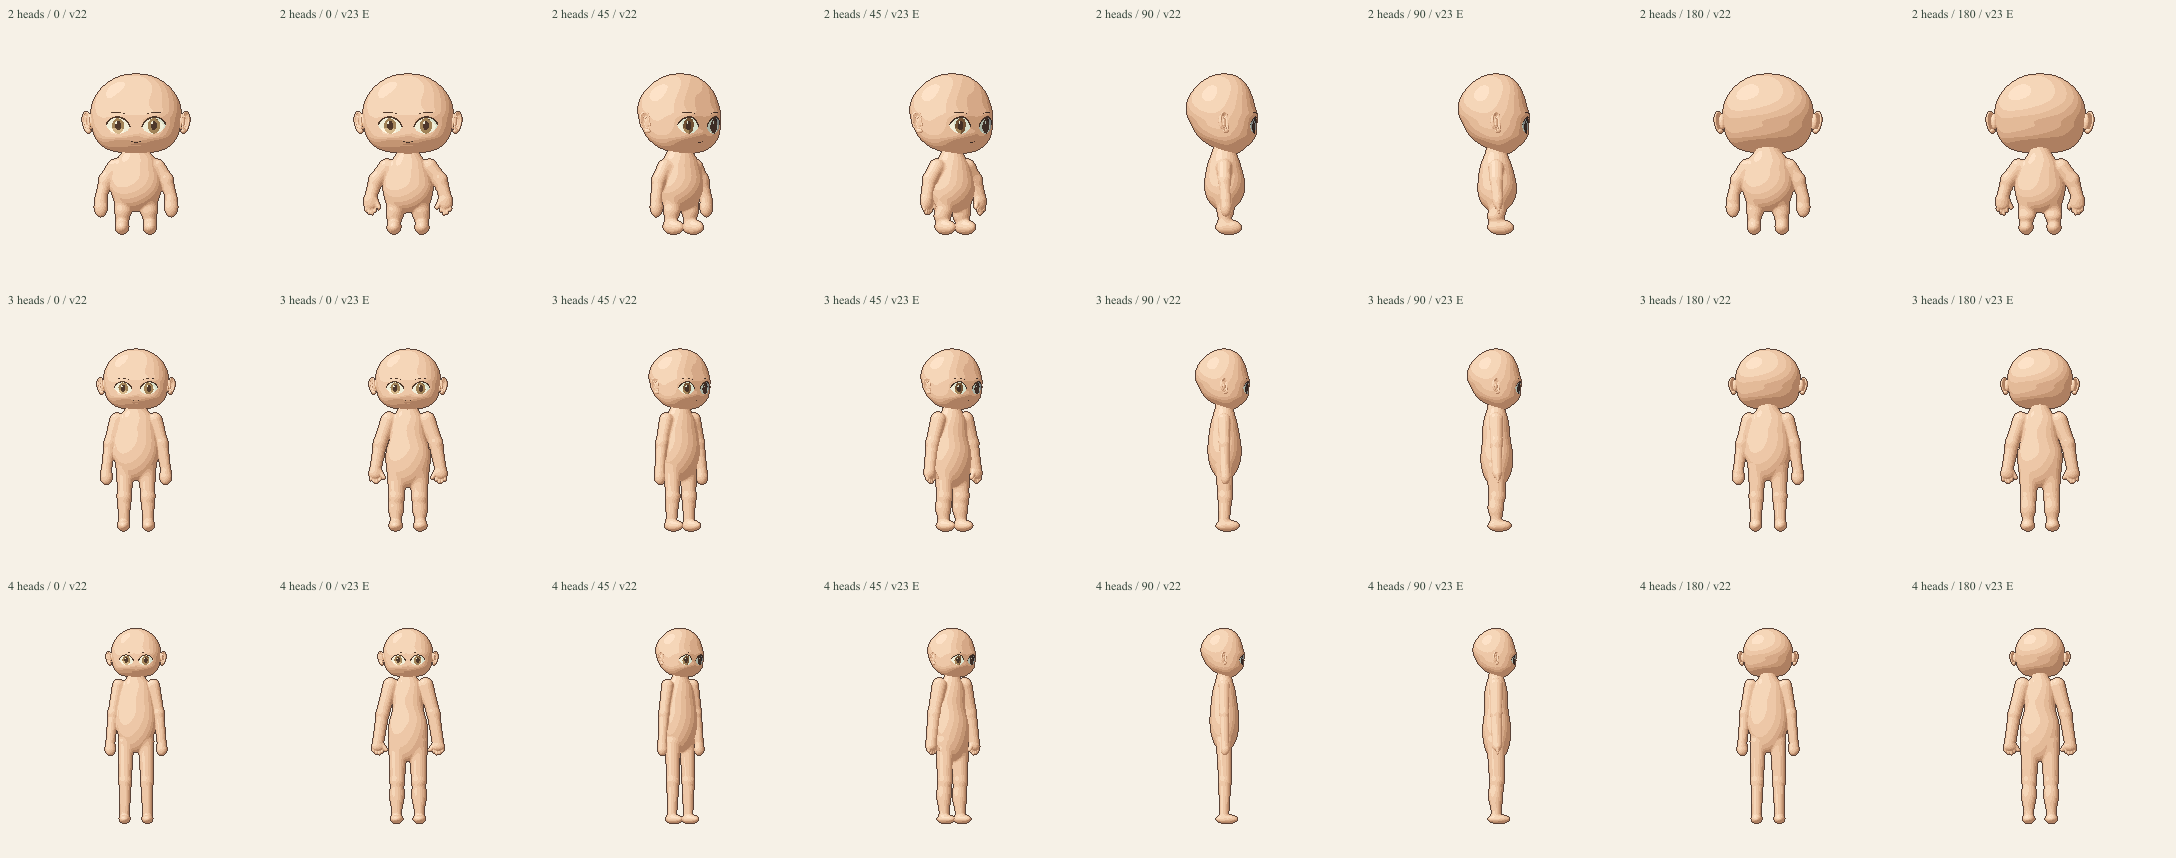 2 heads / 0 / v22
2 heads / 0 / v23 E
2 heads / 45 / v22
2 heads / 45 / v23 E
2 heads / 90 / v22
2 heads / 90 / v23 E
2 heads / 180 / v22
2 heads / 180 / v23 E
3 heads / 0 / v22
3 heads / 0 / v23 E
3 heads / 45 / v22
3 heads / 45 / v23 E
3 heads / 90 / v22
3 heads / 90 / v23 E
3 heads / 180 / v22
3 heads / 180 / v23 E
4 heads / 0 / v22
4 heads / 0 / v23 E
4 heads / 45 / v22
4 heads / 45 / v23 E
4 heads / 90 / v22
4 heads / 90 / v23 E
4 heads / 180 / v22
4 heads / 180 / v23 E